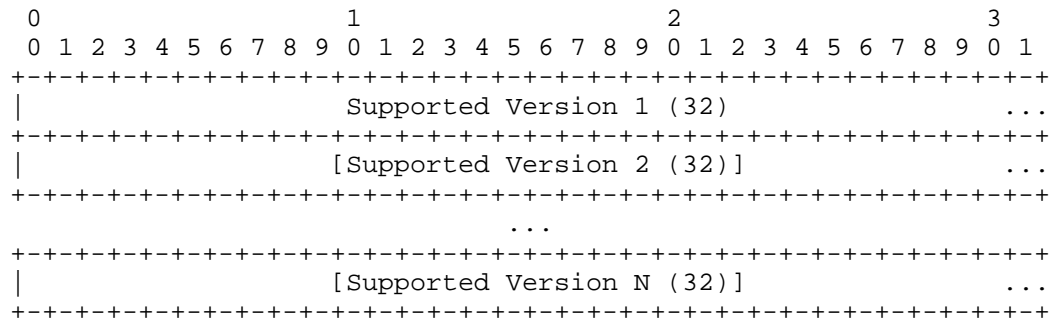 0                   1                   2                   3
 0 1 2 3 4 5 6 7 8 9 0 1 2 3 4 5 6 7 8 9 0 1 2 3 4 5 6 7 8 9 0 1
+-+-+-+-+-+-+-+-+-+-+-+-+-+-+-+-+-+-+-+-+-+-+-+-+-+-+-+-+-+-+-+-+
|                    Supported Version 1 (32)                 ...
+-+-+-+-+-+-+-+-+-+-+-+-+-+-+-+-+-+-+-+-+-+-+-+-+-+-+-+-+-+-+-+-+
|                   [Supported Version 2 (32)]                ...
+-+-+-+-+-+-+-+-+-+-+-+-+-+-+-+-+-+-+-+-+-+-+-+-+-+-+-+-+-+-+-+-+
                               ...
+-+-+-+-+-+-+-+-+-+-+-+-+-+-+-+-+-+-+-+-+-+-+-+-+-+-+-+-+-+-+-+-+
|                   [Supported Version N (32)]                ...
+-+-+-+-+-+-+-+-+-+-+-+-+-+-+-+-+-+-+-+-+-+-+-+-+-+-+-+-+-+-+-+-+